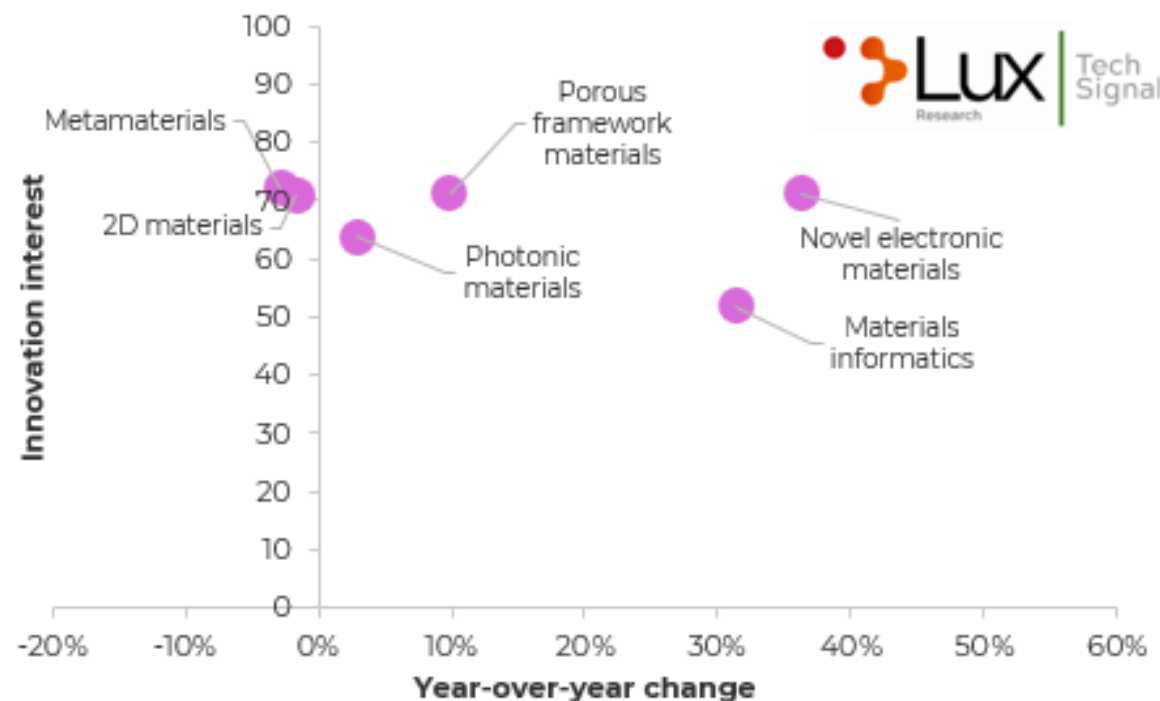 100
90
80
70
60
50
40
30
20
10
0
Innovation interest
Metamaterials
2D materials
Porous
framework
materials
Photonic
materials
Novel electronic
materials
Materials
informatics
Lux
Research
Tech
Signal
-20%
-10%
0%
10%
20%
30%
40%
50%
60%
Year-over-year change